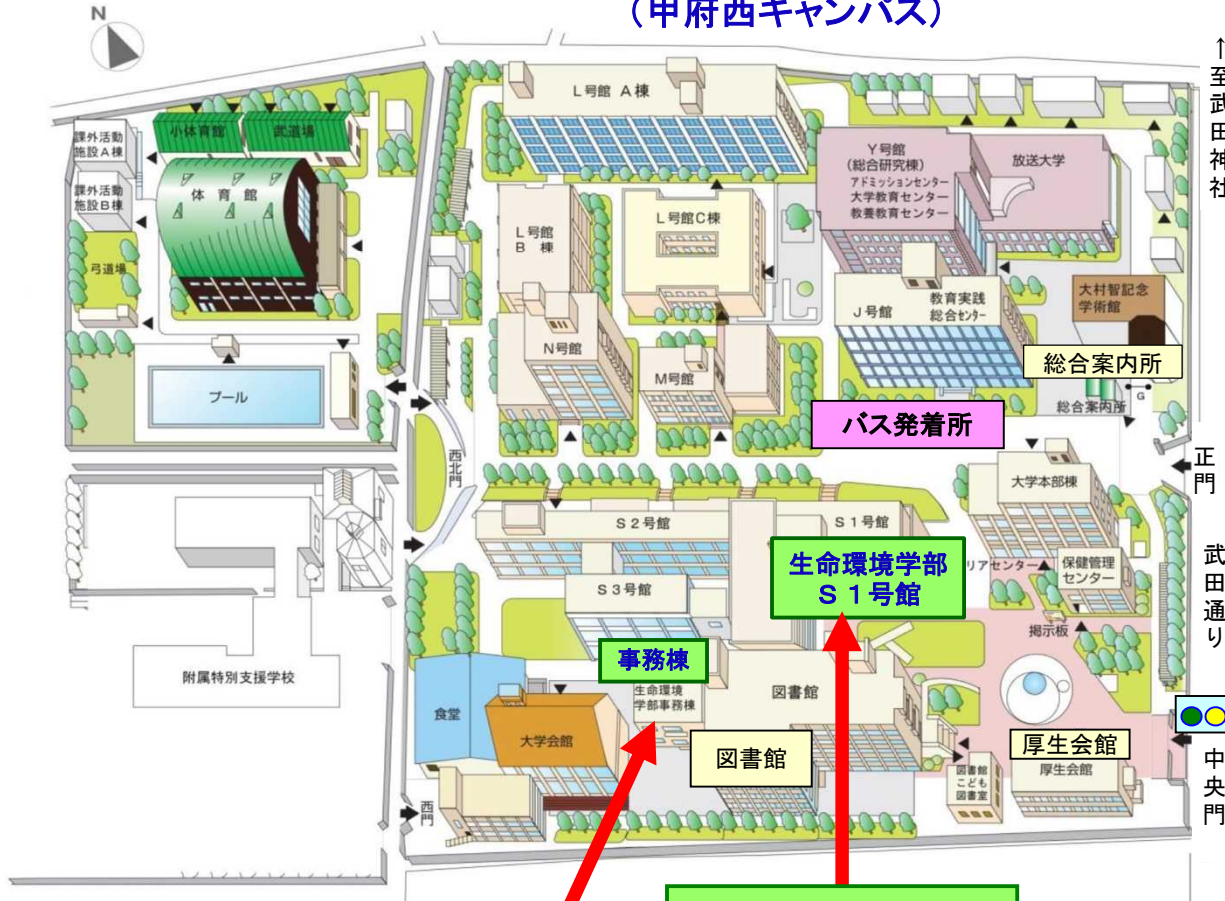 (甲府西キャンパス)
N
↑至武田神社
L号館 A棟
小体育館
武道場
課外活動
施設A棟
体育館
課外活動
施設B棟
弓道場
プール
L号館
B 棟
L号館C棟
Y号館
(総合研究棟)
アドミッションセンター
大学教育センター
教養教育センター
放送大学
大村智記念
学術館
教育実践
総合センター
J号館
N号館
M号館
総合案内所
総合案内所
G
バス発着所
正門
西北門
大学本部棟
S2号館
S1号館
生命環境学部
S 1号館
リアセンター
保健管理
センター
武田通り
S3号館
掲示板
事務棟
附属特別支援学校
食堂
大学会館
生命環境
学部事務棟
図書館
図書館
厚生会館
厚生会館
図書館
こども
図書室
中央門
西門